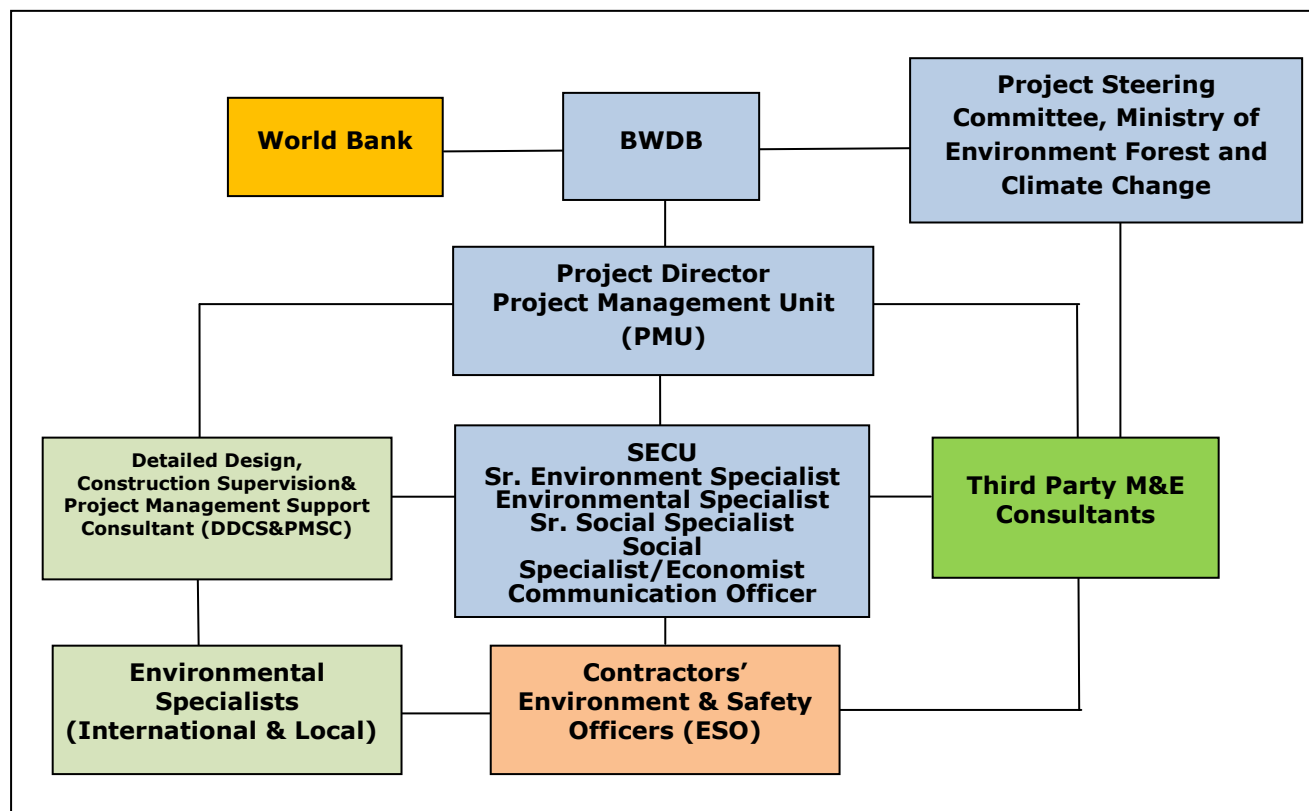 World Bank
BWDB
Project Steering
Committee, Ministry of
Environment Forest and
Climate Change
Project Director
Project Management Unit
(PMU)
Detailed Design,
Construction Supervision&
Project Management Support
Consultant (DDCS&PMSC)
SECU
Sr. Environment Specialist
Environmental Specialist
Sr. Social Specialist
Social
Specialist/Economist
Communication Officer
Third Party M&E
Consultants
Environmental
Specialists
(International & Local)
Contractors’
Environment & Safety
Officers (ESO)